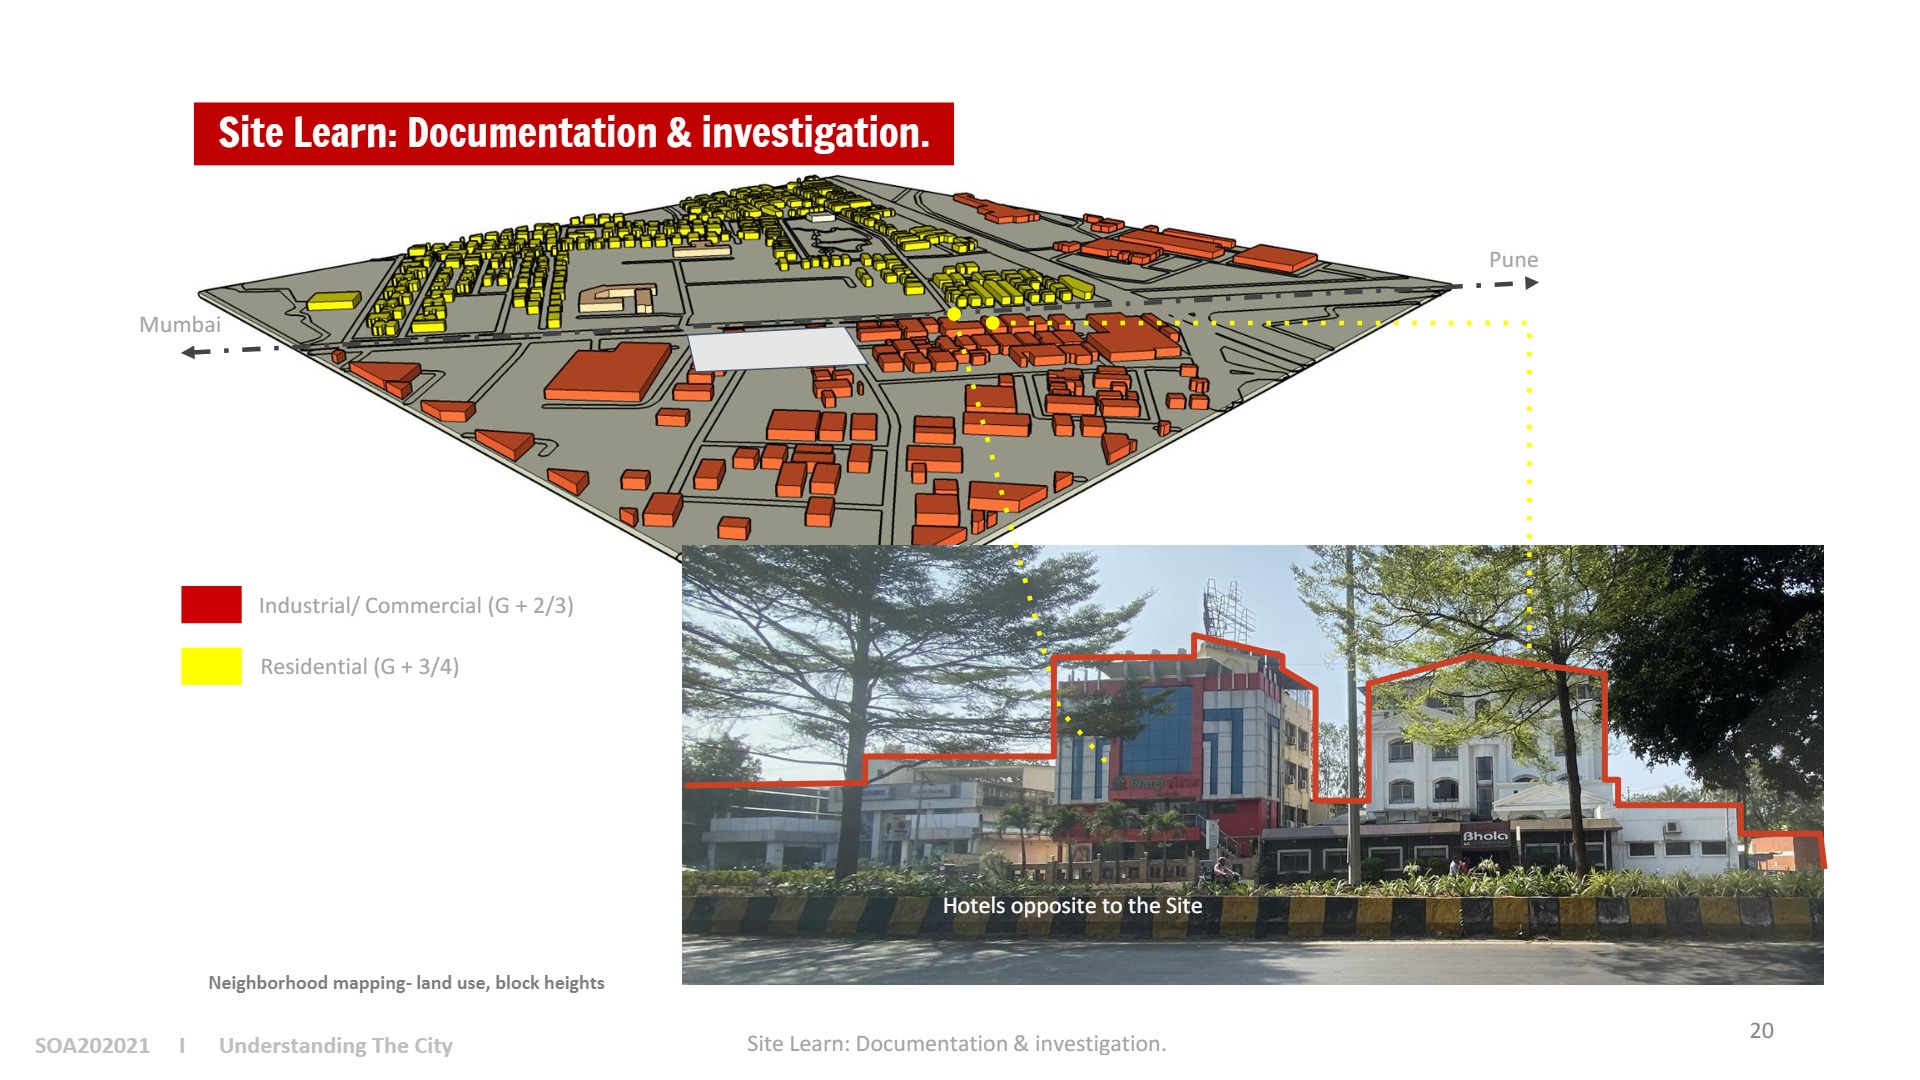 Site Learn: Documentation & investigation.
Pune
Mumbai
Industrial/ Commercial (G + 2/3)
Residential (G + 3/4)
Bhola
AC
Hotels opposite to the Site
Neighborhood mapping- land use, block heights
SOA202021 I Understanding The City
Site Learn: Documentation & investigation.
20